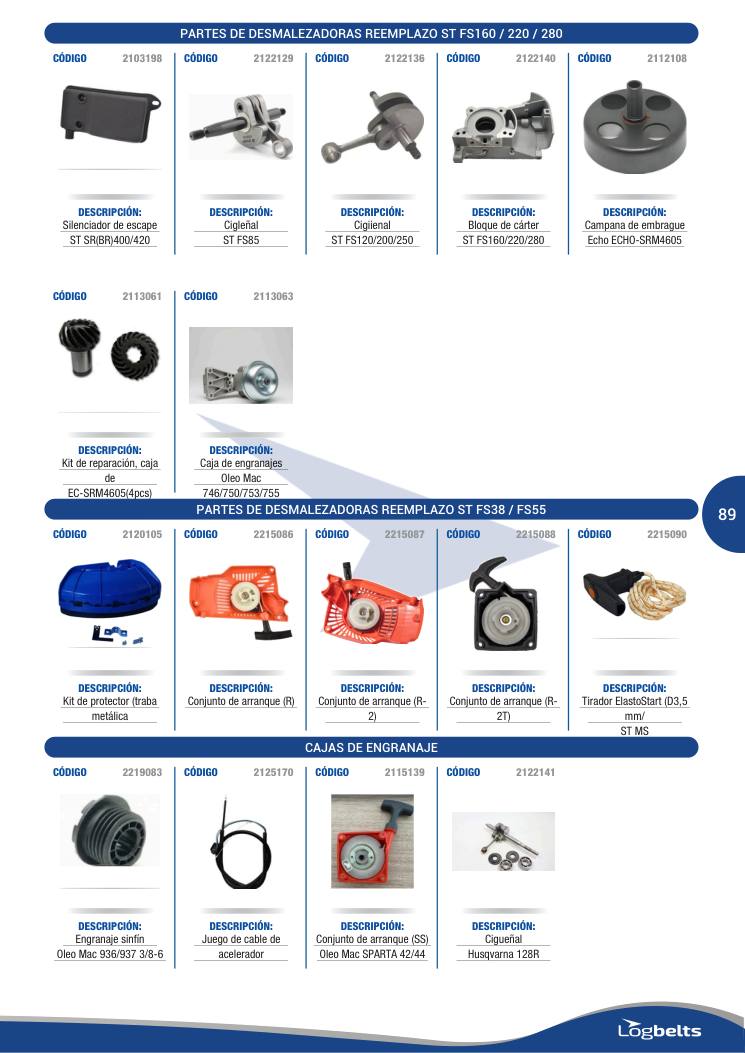 PARTES DE DESMALEZADORAS REEMPLAZO ST FS160 / 220 / 280
CÓDIGO 2103198
DESCRIPCIÓN:
Silenciador de escape
ST SR(BR)400/420
CÓDIGO 2122129
DESCRIPCIÓN:
Cigleñal
ST FS85
CÓDIGO 2122136
DESCRIPCIÓN:
Cigiienal
ST FS120/200/250
CÓDIGO 2122140
DESCRIPCIÓN:
Bloque de cárter
ST FS160/220/280
CÓDIGO 2112108
DESCRIPCIÓN:
Campana de embrague
Echo ECHO-SRM4605
CÓDIGO 2113061
DESCRIPCIÓN:
Kit de reparación, caja
de
EC-SRM4605(4pcs)
CÓDIGO 2113063
DESCRIPCIÓN:
Caja de engranajes
Oleo Mac
746/750/753/755
PARTES DE DESMALEZADORAS REEMPLAZO ST FS38 / FS55
89
CÓDIGO 2120105
DESCRIPCIÓN:
Kit de protector (traba
metálica
CÓDIGO 2215086
DESCRIPCIÓN:
Conjunto de arranque (R)
CÓDIGO 2215087
DESCRIPCIÓN:
Conjunto de arranque (R-
2)
CÓDIGO 2215088
DESCRIPCIÓN:
Conjunto de arranque (R-
2T)
CÓDIGO 2215090
DESCRIPCIÓN:
Tirador ElastoStart (D3,5
mm/
ST MS
CAJAS DE ENGRANAJE
CÓDIGO 2219083
DESCRIPCIÓN:
Engranaje sinfín
Oleo Mac 936/937 3/8-6
CÓDIGO 2125170
DESCRIPCIÓN:
Juego de cable de
acelerador
CÓDIGO 2115139
DESCRIPCIÓN:
Conjunto de arranque (SS)
Oleo Mac SPARTA 42/44
CÓDIGO 2122141
DESCRIPCIÓN:
Cigueñal
Husqvarna 128R
Logbelts